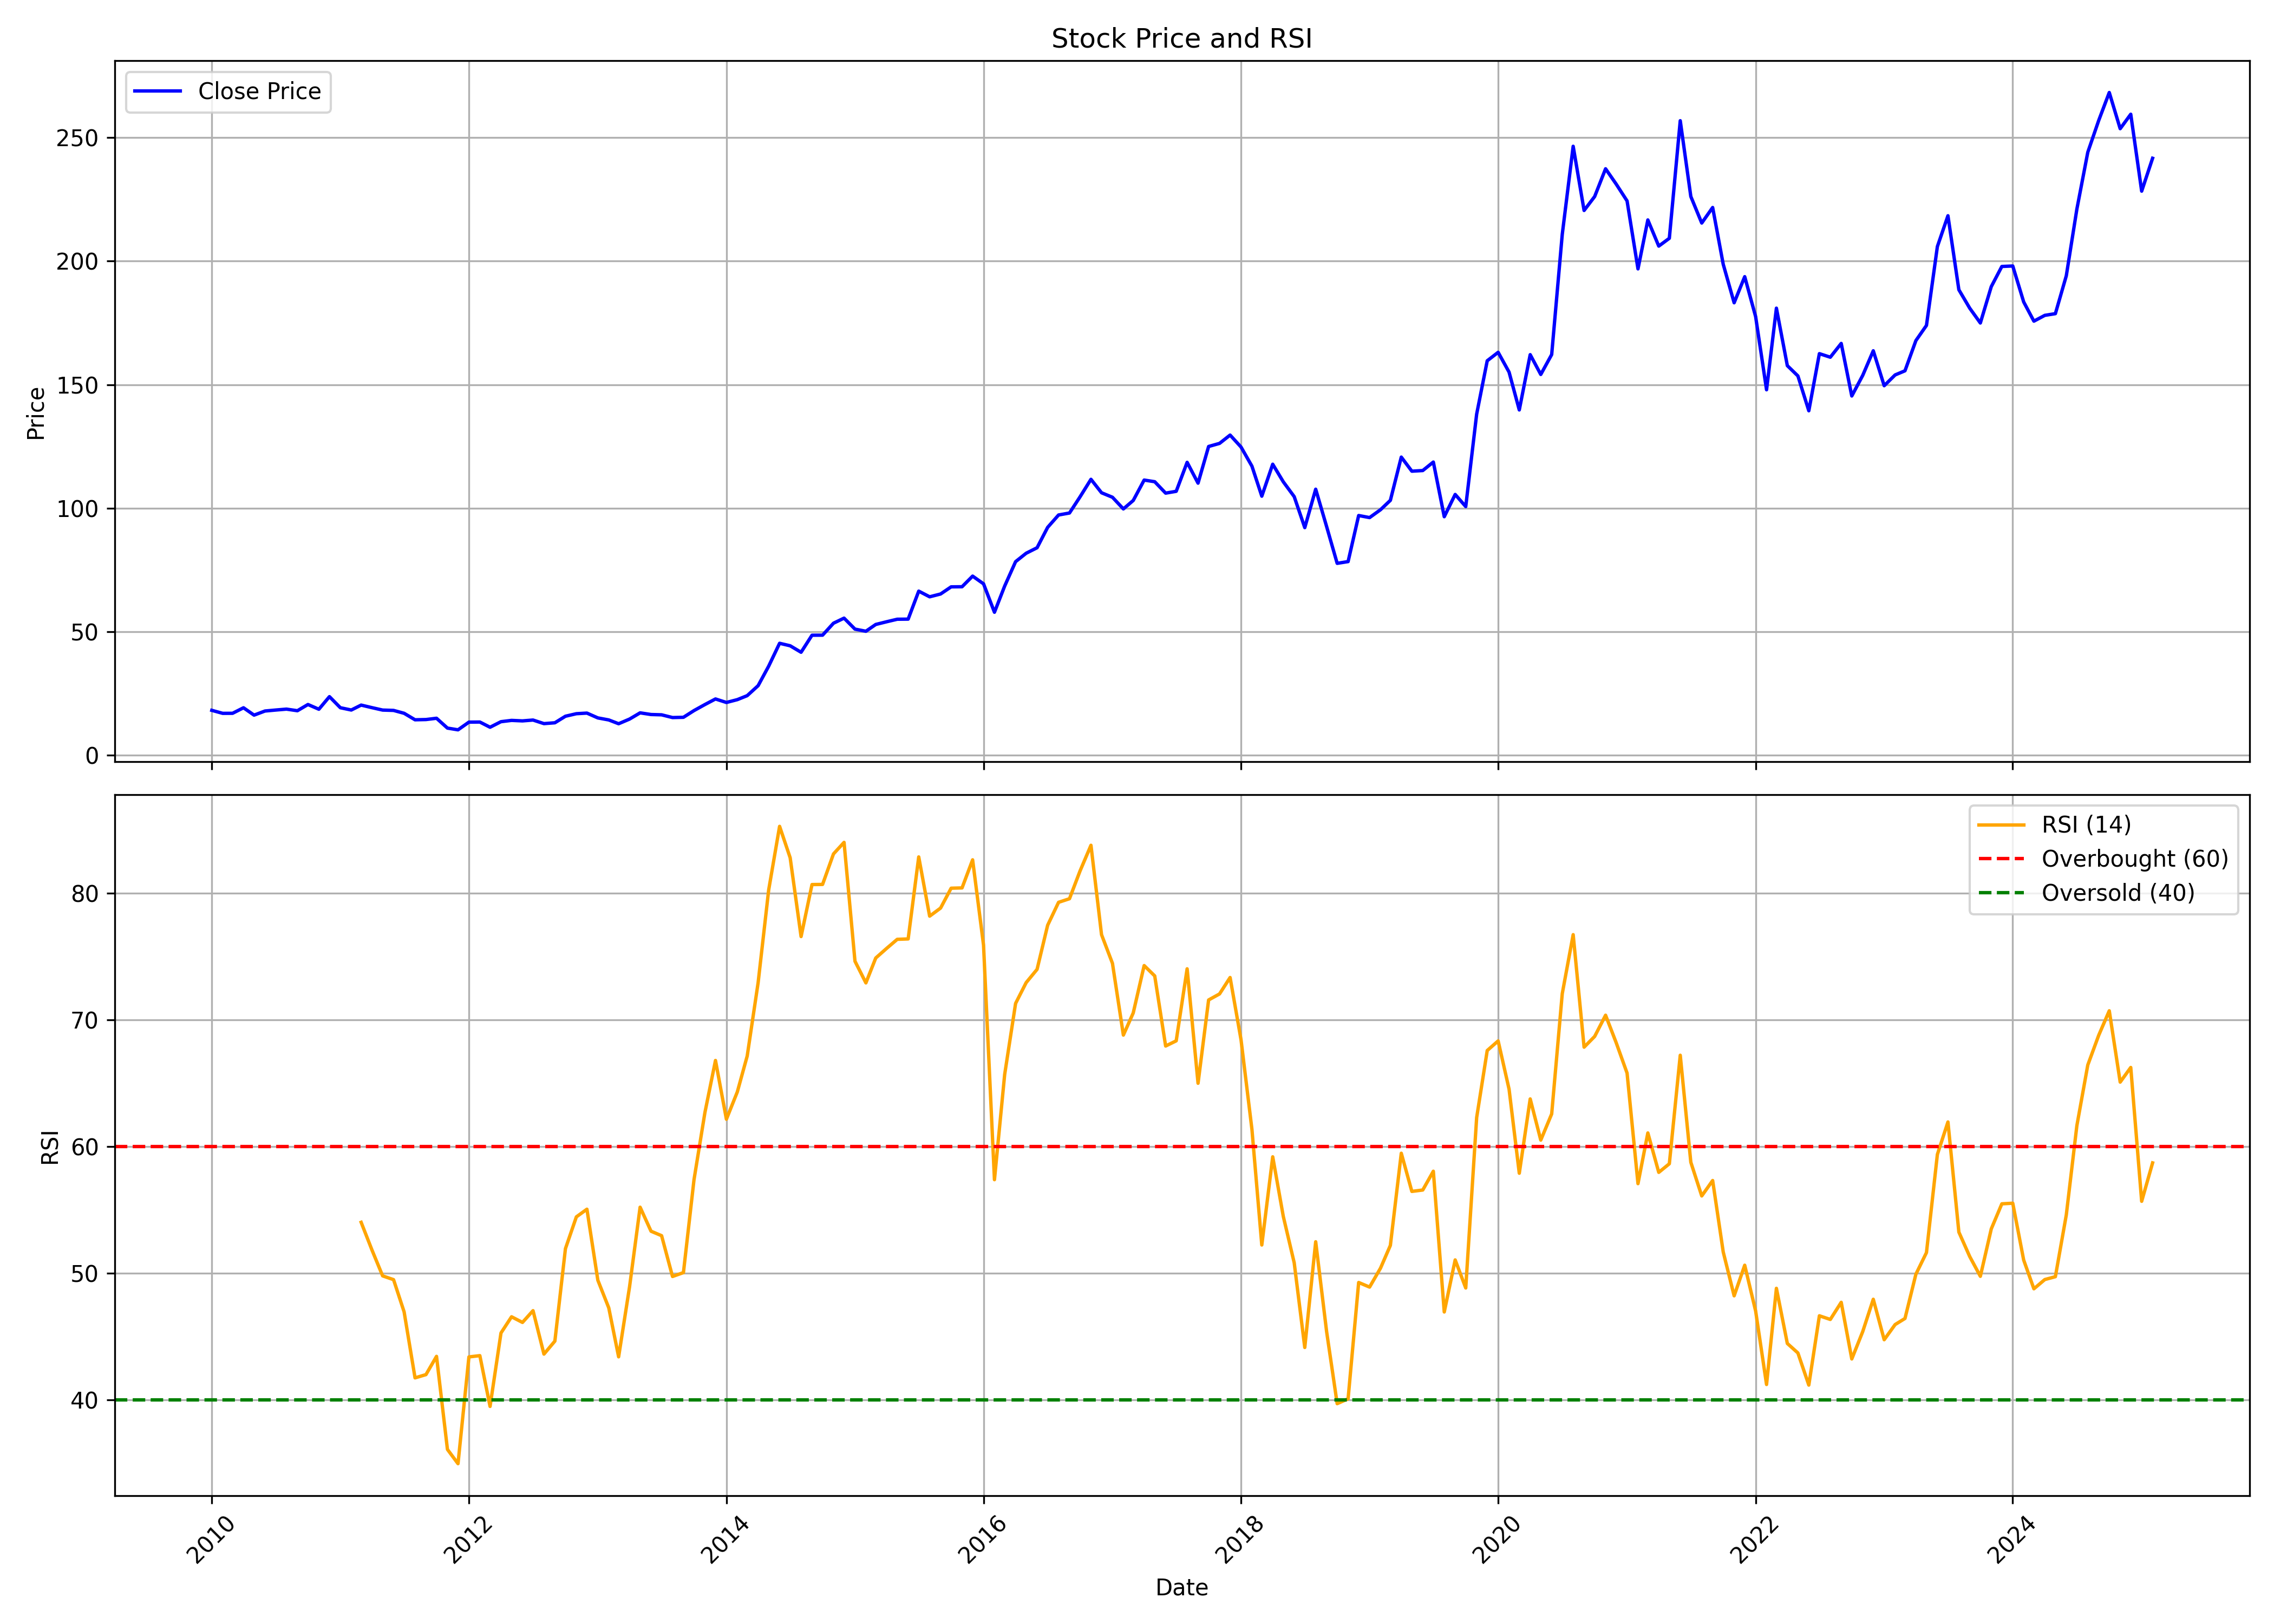 Stock Price and RSI
Close Price
250
200
150
100
50
0
Price
RSI (14)
Overbought (60)
Oversold (40)
80
70
60
50
40
RSI
2010
2012
2014
2016
2018
2020
2022
2024
Date